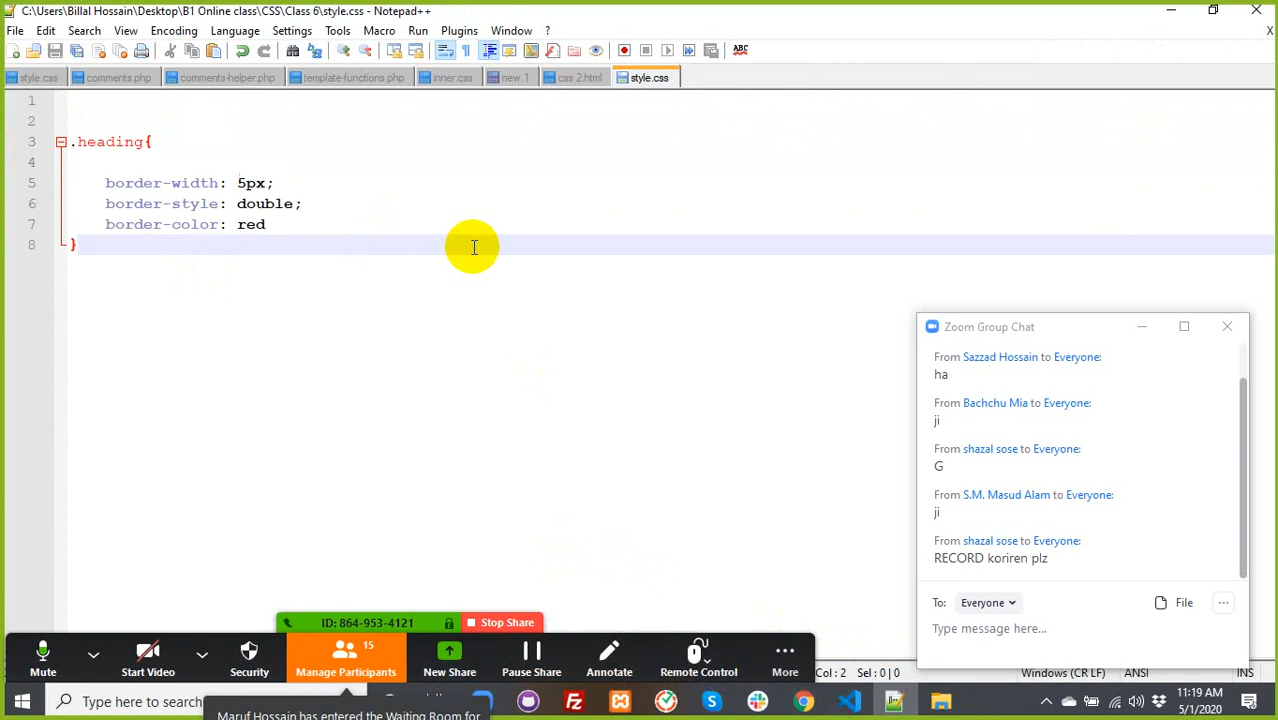 C:\Users\Billal Hossain\Desktop\B1 Online class\CSS\Class 6\style.css - Notepad++
File Edit Search View Encoding Language Settings Tools Macro Run Plugins Window ? X
ABC
style.css comments.php comments-helper.php template-functions.php inner.css new 1 css 2.html style.css
1
2
3 .heading{
4
5 border-width: 5px;
6 border-style: double;
7 border-color: red
8 }
Zoom Group Chat
From Sazzad Hossain to Everyone:
ha
From Bachchu Mia to Everyone:
ji
From shazal sose to Everyone:
G
From S.M. Masud Alam to Everyone:
ji
From shazal sose to Everyone:
RECORD koriren plz
To: Everyone File ...
Type message here...
ID: 864-953-4121 Stop Share
15
Mute Start Video Security Manage Participants New Share Pause Share Annotate Remote Control More
Col : 2 Sel : 0 | 0 Windows (CR LF) ANSI INS
Type here to search
11:19 AM
5/1/2020
Maruf Hossain has entered the Waiting Room for